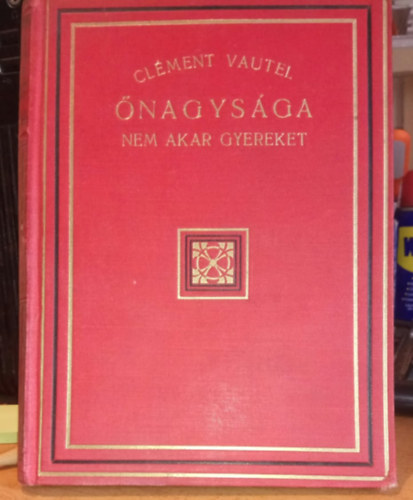 CLÉMENT VAUTEL
ŐNAGYSÁGA
NEM AKAR GYEREKET